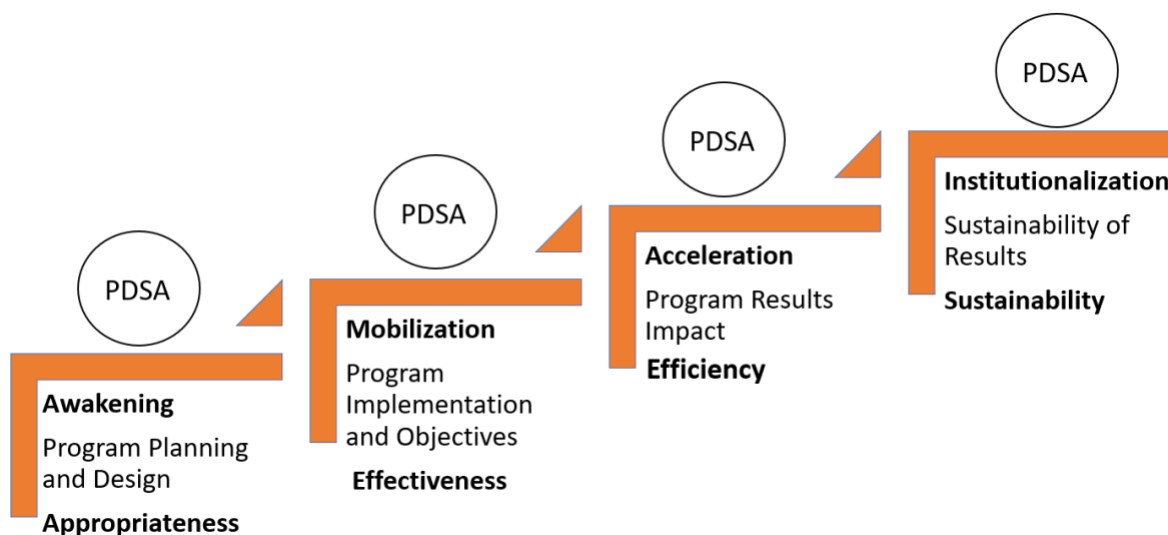 PDSA
Awakening
Program Planning
and Design
Appropriateness
PDSA
Mobilization
Program
Implementation
and Objectives
Effectiveness
PDSA
Acceleration
Program Results
Impact
Efficiency
PDSA
Institutionalization
Sustainability of
Results
Sustainability